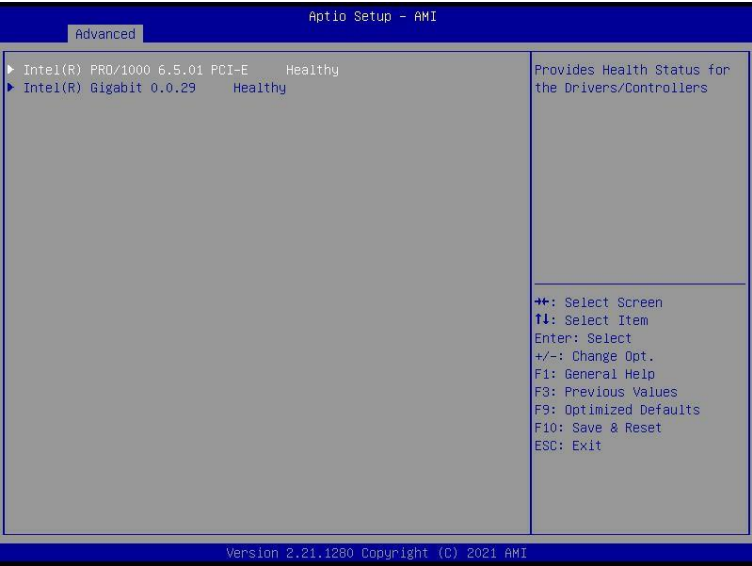 Aptio Setup - AMI
Advanced
▶ Intel(R) PRO/1000 6.5.01 PCI-E Healthy
▶ Intel(R) Gigabit 0.0.29 Healthy
Provides Health Status for
the Drivers/Controllers
→←: Select Screen
↑↓: Select Item
Enter: Select
+/-: Change Opt.
F1: General Help
F3: Previous Values
F9: Optimized Defaults
F10: Save & Reset
ESC: Exit
Version 2.21.1280 Copyright (C) 2021 AMI